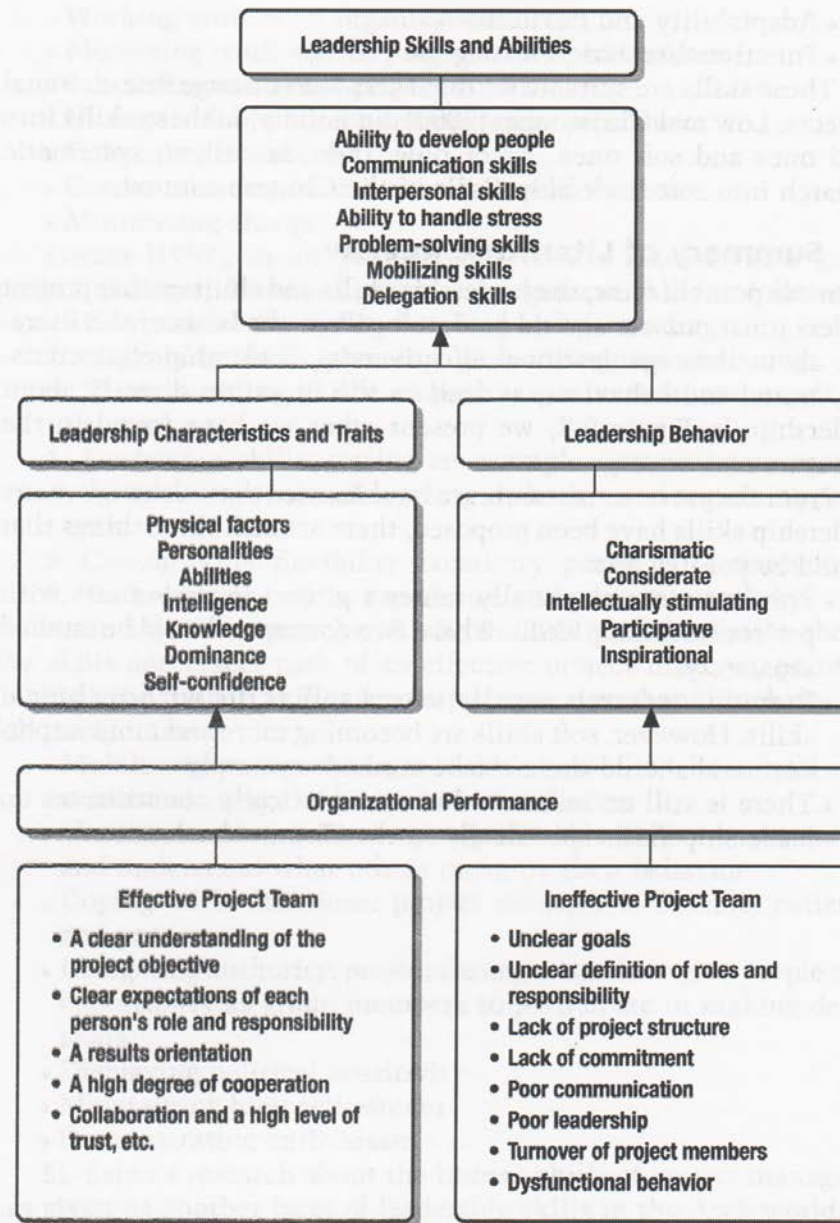 Leadership Skills and Abilities
Ability to develop people
Communication skills
Interpersonal skills
Ability to handle stress
Problem-solving skills
Mobilizing skills
Delegation skills
Leadership Characteristics and Traits
Leadership Behavior
Physical factors
Personalities
Abilities
Intelligence
Knowledge
Dominance
Self-confidence
Charismatic
Considerate
Intellectually stimulating
Participative
Inspirational
Organizational Performance
Effective Project Team
• A clear understanding of the
project objective
• Clear expectations of each
person's role and responsibility
• A results orientation
• A high degree of cooperation
• Collaboration and a high level of
trust, etc.
Ineffective Project Team
• Unclear goals
• Unclear definition of roles and
responsibility
• Lack of project structure
• Lack of commitment
• Poor communication
• Poor leadership
• Turnover of project members
• Dysfunctional behavior